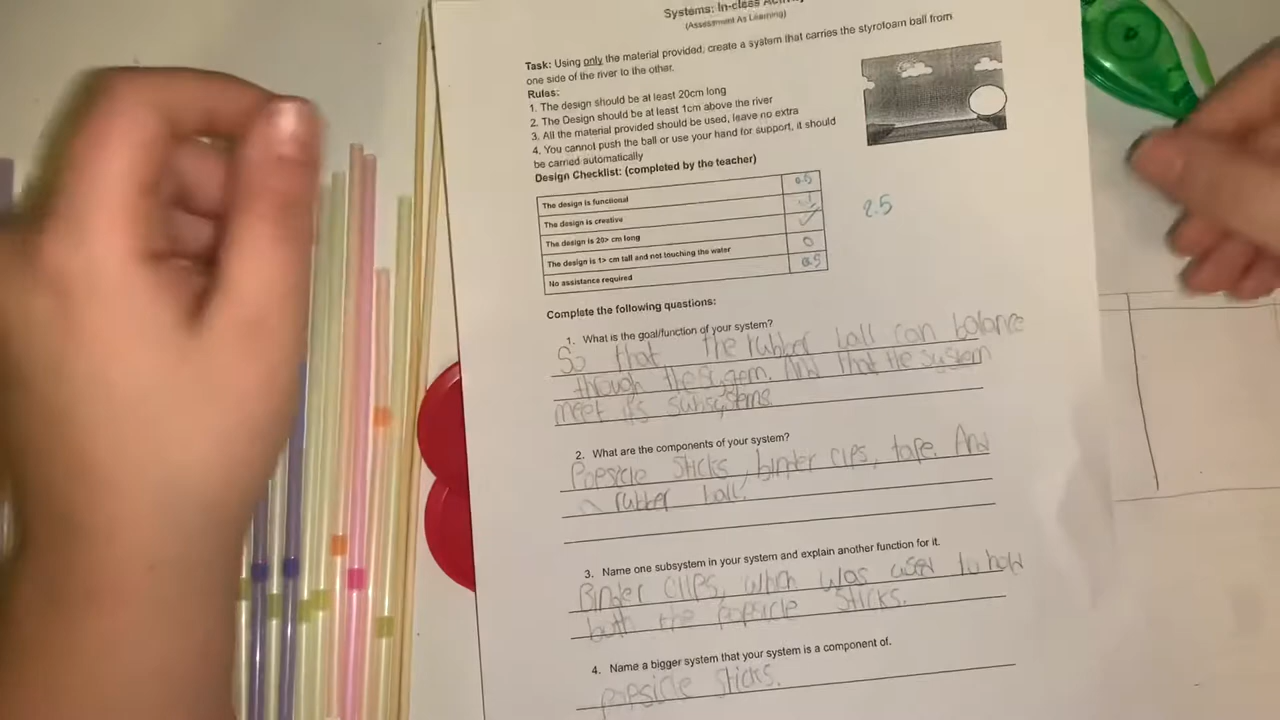 Systems: In-class Activity
(Assessment As Learning)
Task: Using only the material provided, create a system that carries the styrofoam ball from
one side of the river to the other.
Rules:
1. The design should be at least 20cm long
2. The Design should be at least 1cm above the river
3. All the material provided should be used, leave no extra
4. You cannot push the ball or use your hand for support, it should
be carried automatically
Design Checklist: (completed by the teacher)
The design is functional 0.5
The design is creative 1
The design is 20> cm long ✓
The design is 1> cm tall and not touching the water 0
No assistance required 0.5
2.5
Complete the following questions:
1. What is the goal/function of your system?
So that the rubber ball can balance
through the system. And that the system
meet its subsystems
2. What are the components of your system?
Popsicle sticks, binder clips, tape. And
a rubber ball.
3. Name one subsystem in your system and explain another function for it.
Binder clips, which was used to hold
both the popsicle sticks.
4. Name a bigger system that your system is a component of.
popsicle sticks.